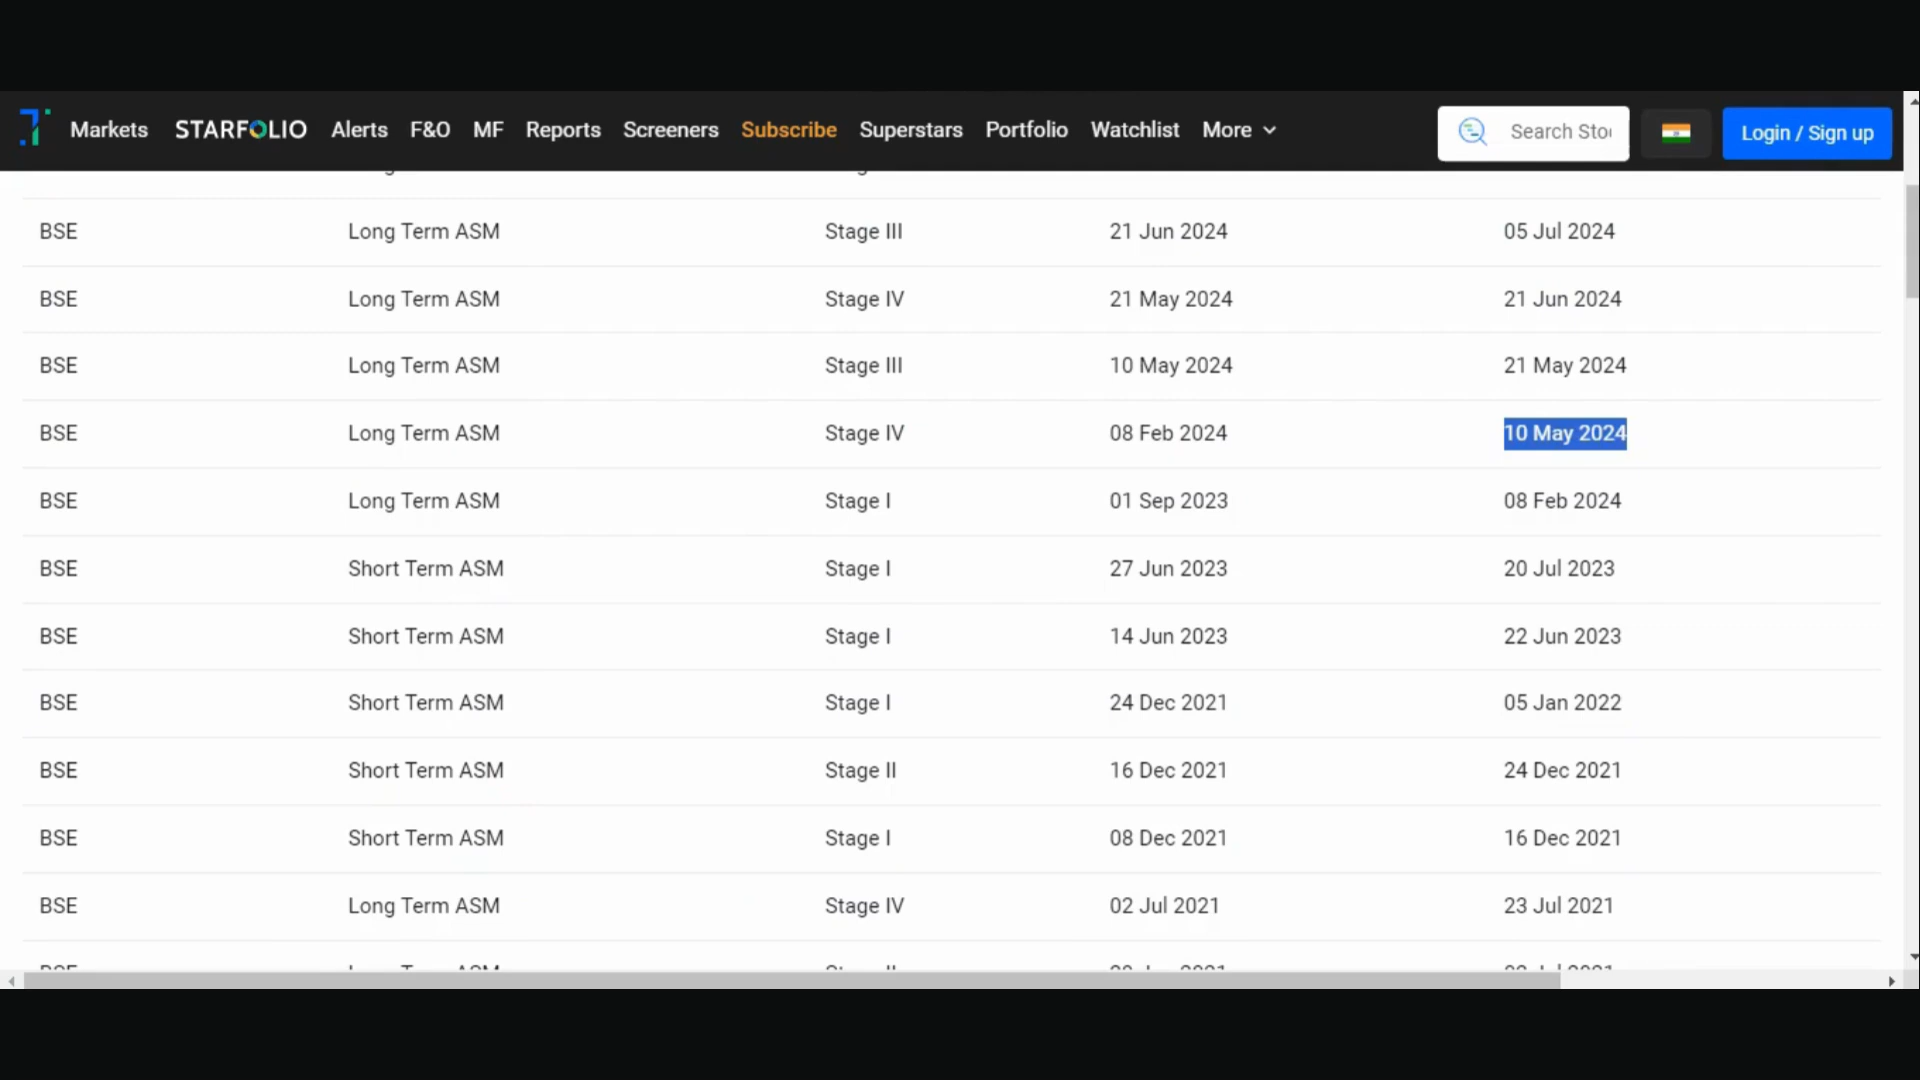 Markets STARFOLIO Alerts F&O MF Reports Screeners Subscribe Superstars Portfolio Watchlist More Search Sto Login / Sign up
BSE Long Term ASM Stage III 21 Jun 2024 05 Jul 2024
BSE Long Term ASM Stage IV 21 May 2024 21 Jun 2024
BSE Long Term ASM Stage III 10 May 2024 21 May 2024
BSE Long Term ASM Stage IV 08 Feb 2024 10 May 2024
BSE Long Term ASM Stage I 01 Sep 2023 08 Feb 2024
BSE Short Term ASM Stage I 27 Jun 2023 20 Jul 2023
BSE Short Term ASM Stage I 14 Jun 2023 22 Jun 2023
BSE Short Term ASM Stage I 24 Dec 2021 05 Jan 2022
BSE Short Term ASM Stage II 16 Dec 2021 24 Dec 2021
BSE Short Term ASM Stage I 08 Dec 2021 16 Dec 2021
BSE Long Term ASM Stage IV 02 Jul 2021 23 Jul 2021